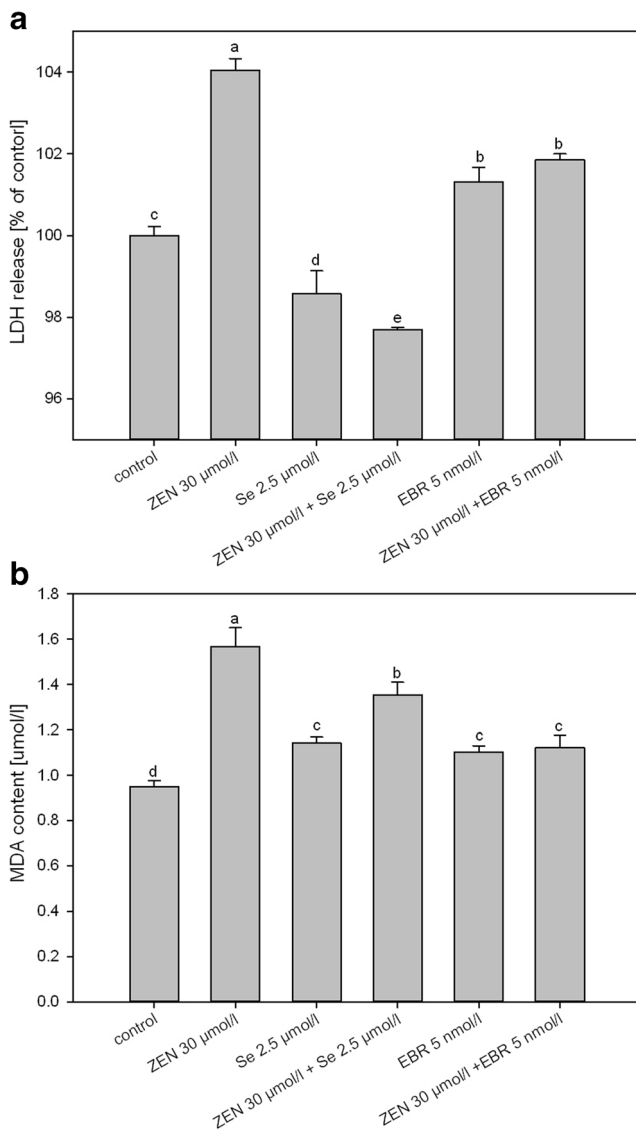 a
LDH release [% of contorl]
104
102
100
98
96
c
a
d
e
b
b
control
ZEN 30 µmol/l
Se 2.5 µmol/l
ZEN 30 µmol/l + Se 2.5 µmol/l
EBR 5 nmol/l
ZEN 30 µmol/l +EBR 5 nmol/l
b
MDA content [umol/l]
1.8
1.6
1.4
1.2
1.0
0.8
0.6
0.4
0.2
0.0
d
a
c
b
c
c
control
ZEN 30 µmol/l
Se 2.5 µmol/l
ZEN 30 µmol/l + Se 2.5 µmol/l
EBR 5 nmol/l
ZEN 30 µmol/l +EBR 5 nmol/l